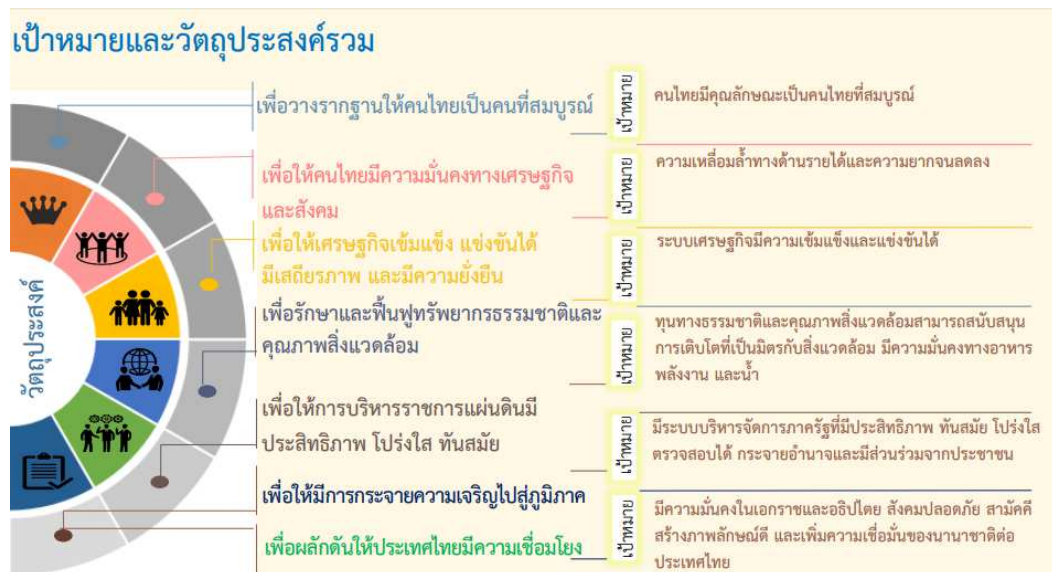 เป้าหมายและวัตถุประสงค์รวม
วัตถุประสงค์
เพื่อวางรากฐานให้คนไทยเป็นคนที่สมบูรณ์
เป้าหมาย
คนไทยมีคุณลักษณะเป็นคนไทยที่สมบูรณ์
เพื่อให้คนไทยมีความมั่นคงทางเศรษฐกิจ
และสังคม
เป้าหมาย
ความเหลื่อมล้ำทางด้านรายได้และความยากจนลดลง
เพื่อให้เศรษฐกิจเข้มแข็ง แข่งขันได้
มีเสถียรภาพ และมีความยั่งยืน
เป้าหมาย
ระบบเศรษฐกิจมีความเข้มแข็งและแข่งขันได้
เพื่อรักษาและฟื้นฟูทรัพยากรธรรมชาติและ
คุณภาพสิ่งแวดล้อม
เป้าหมาย
ทุนทางธรรมชาติและคุณภาพสิ่งแวดล้อมสามารถสนับสนุน
การเติบโตที่เป็นมิตรกับสิ่งแวดล้อม มีความมั่นคงทางอาหาร
พลังงาน และน้ำ
เพื่อให้การบริหารราชการแผ่นดินมี
ประสิทธิภาพ โปร่งใส ทันสมัย
เป้าหมาย
มีระบบบริหารจัดการภาครัฐที่มีประสิทธิภาพ ทันสมัย โปร่งใส
ตรวจสอบได้ กระจายอำนาจและมีส่วนร่วมจากประชาชน
เพื่อให้มีการกระจายความเจริญไปสู่ภูมิภาค
เพื่อผลักดันให้ประเทศไทยมีความเชื่อมโยง
เป้าหมาย
มีความมั่นคงในเอกราชและอธิปไตย สังคมปลอดภัย สามัคคี
สร้างภาพลักษณ์ดี และเพิ่มความเชื่อมั่นของนานาชาติต่อ
ประเทศไทย